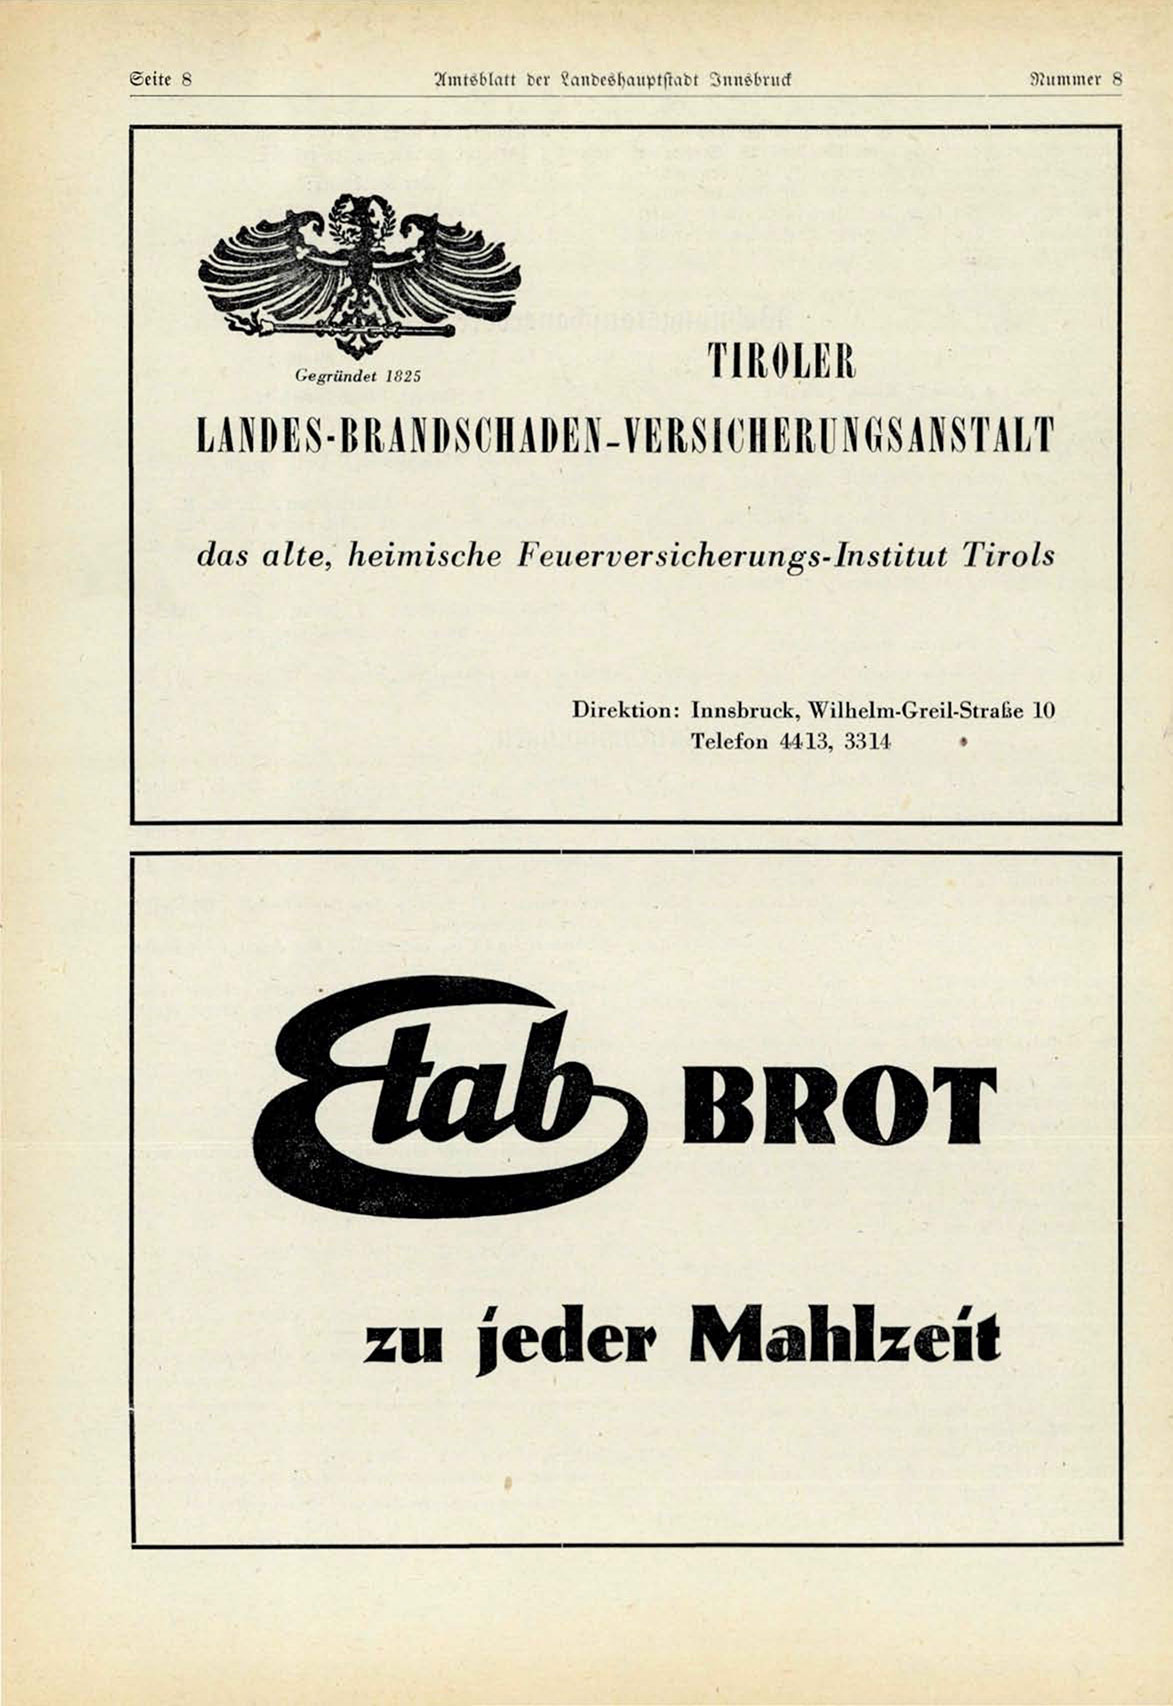 Seite 8 Amtsblatt der Landeshauptstadt Innsbruck Nummer 8
Gegründet 1825
TIROLER
LANDES-BRANDSCHADEN-VERSICHERUNGSANSTALT
das alte, heimische Feuerversicherungs-Institut Tirols
Direktion: Innsbruck, Wilhelm-Greil-Straße 10
Telefon 4413, 3314
Etab BROT
zu jeder Mahlzeit